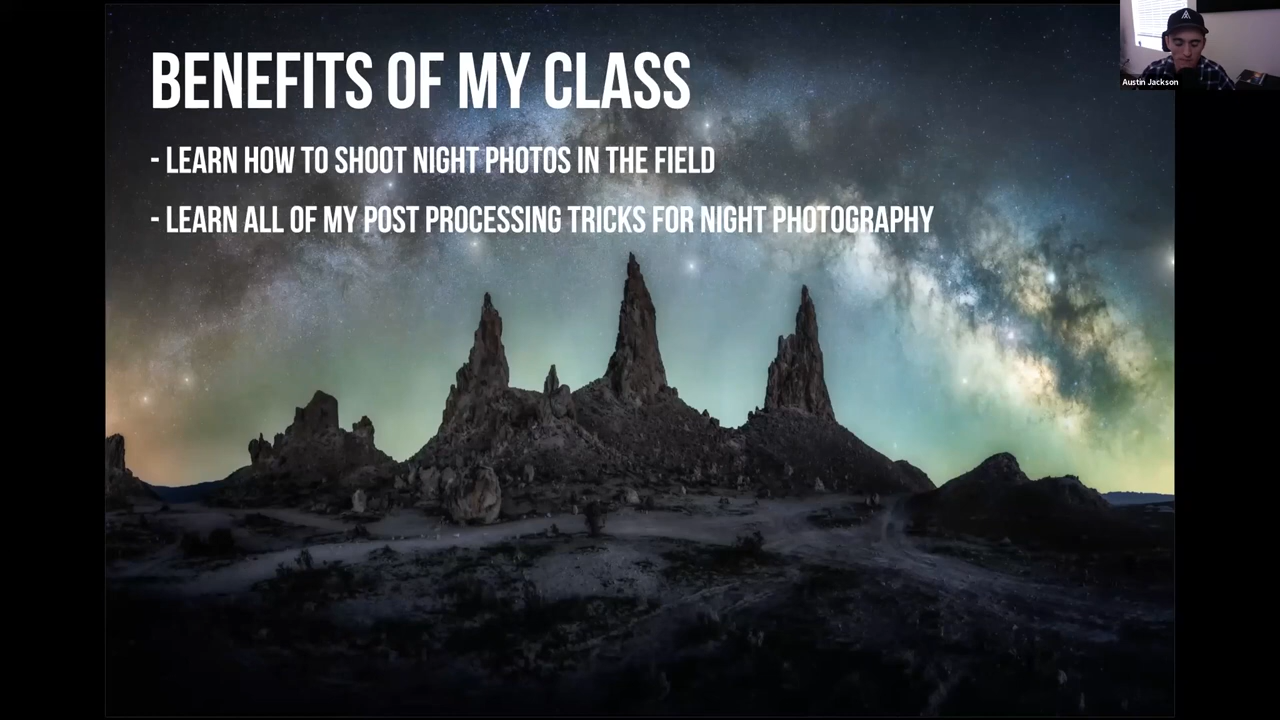 BENEFITS OF MY CLASS
- LEARN HOW TO SHOOT NIGHT PHOTOS IN THE FIELD
- LEARN ALL OF MY POST PROCESSING TRICKS FOR NIGHT PHOTOGRAPHY
Austin Jackson